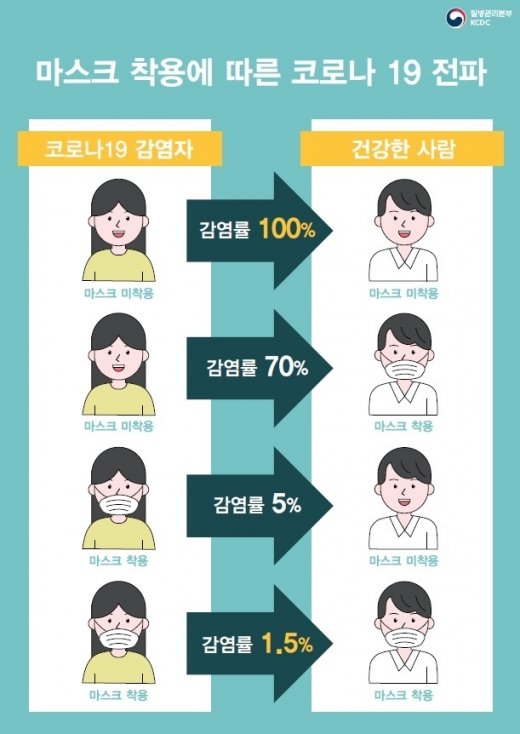 질병관리본부
KCDC
마스크 착용에 따른 코로나 19 전파
코로나19 감염자
건강한 사람
감염률 100%
마스크 미착용
마스크 미착용
감염률 70%
마스크 미착용
마스크 착용
감염률 5%
마스크 착용
마스크 미착용
감염률 1.5%
마스크 착용
마스크 착용